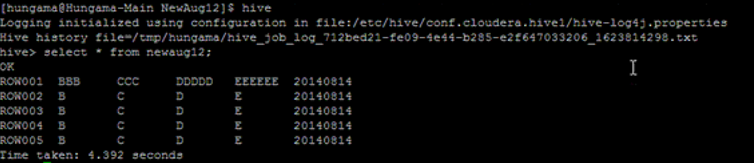 [hungama@Hungama-Main NewAug12]$ hive
Logging initialized using configuration in file:/etc/hive/conf.cloudera.hive1/hive-log4j.properties
Hive history file=/tmp/hungama/hive_job_log_712bed21-fe09-4e44-b285-e2f647033206_1623814298.txt
hive> select * from newaug12;
OK
ROW001 BBB CCC DDDDD EEEEEE 20140814
ROW002 B C D E 20140814
ROW003 B C D E 20140814
ROW004 B C D E 20140814
ROW005 B C D E 20140814
Time taken: 4.392 seconds